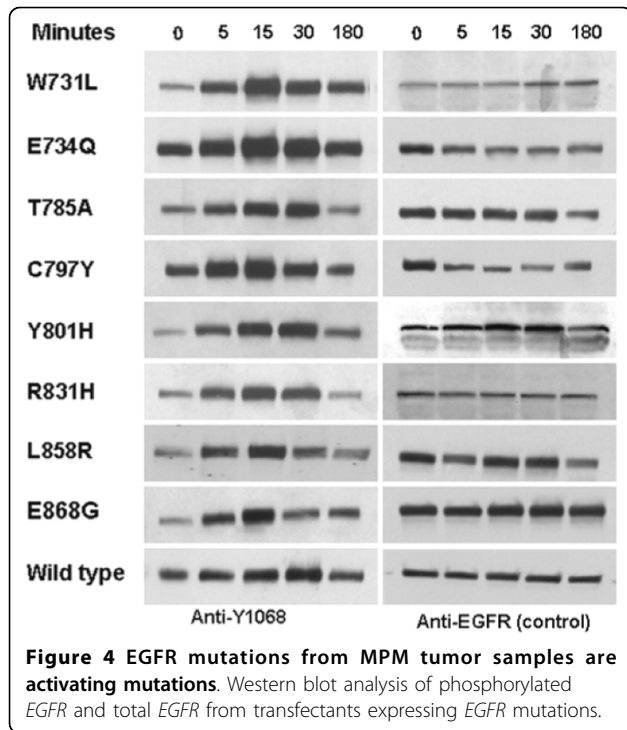 Minutes 0 5 15 30 180 0 5 15 30 180
W731L
E734Q
T785A
C797Y
Y801H
R831H
L858R
E868G
Wild type
Anti-Y1068 Anti-EGFR (control)
Figure 4 EGFR mutations from MPM tumor samples are
activating mutations. Western blot analysis of phosphorylated
EGFR and total EGFR from transfectants expressing EGFR mutations.